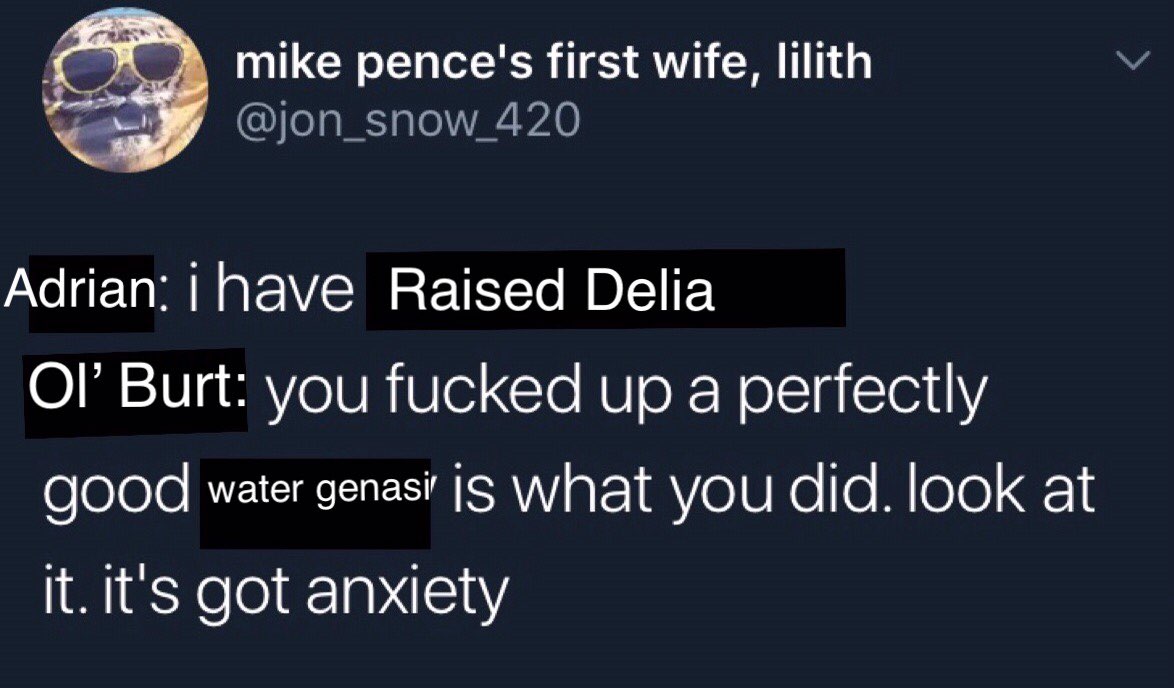 mike pence's first wife, lilith
@jon_snow_420
Adrian: i have Raised Delia
Ol’ Burt: you fucked up a perfectly
good water genasi is what you did. look at
it. it's got anxiety